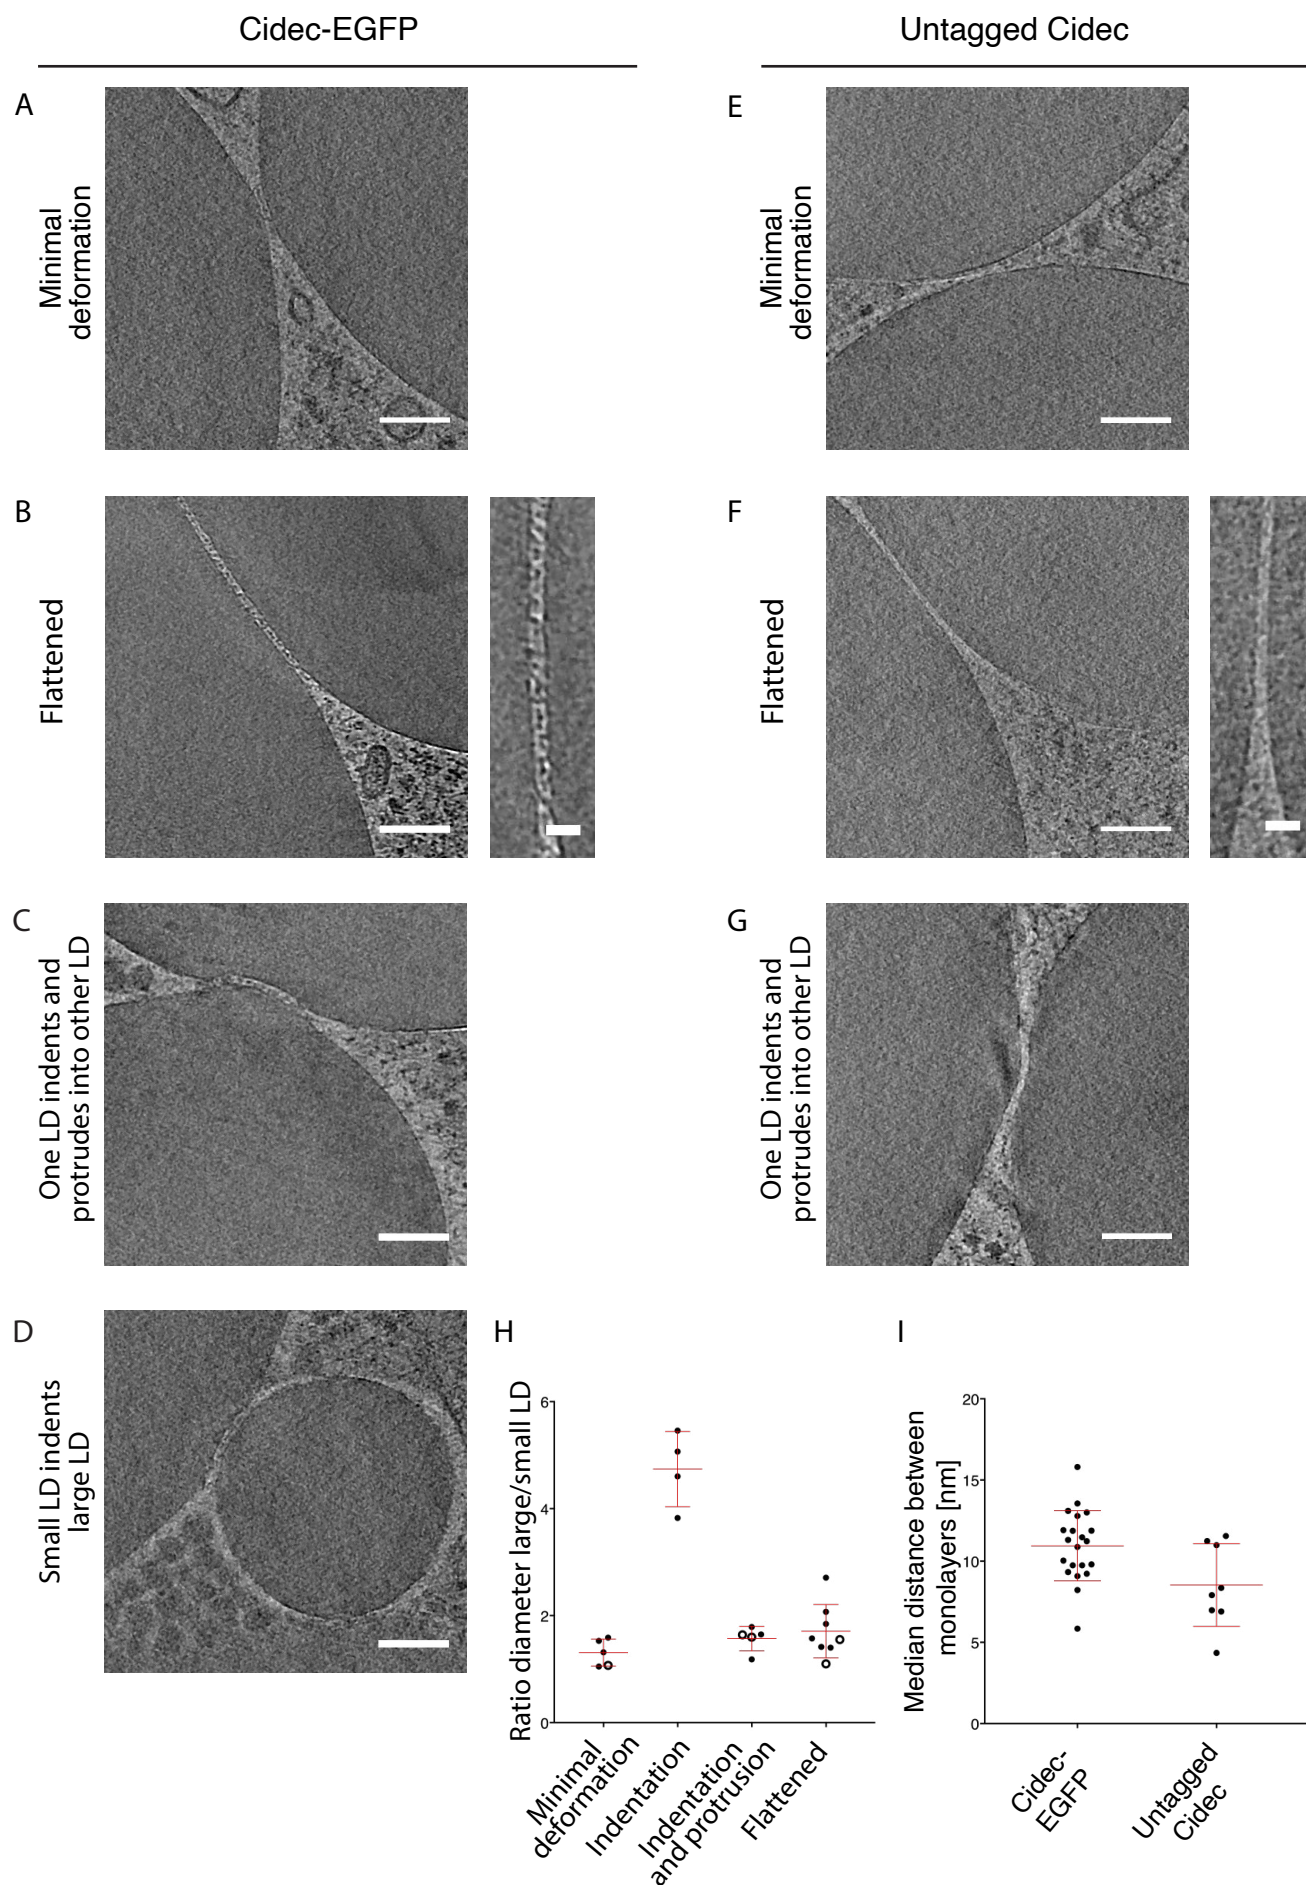 Cidec-EGFP
Untagged Cidec
A
Minimal
deformation
E
Minimal
deformation
B
Flattened
F
Flattened
C
One LD indents and
protrudes into other LD
G
One LD indents and
protrudes into other LD
D
Small LD indents
large LD
H
Ratio diameter large/small LD
6
4
2
0
Minimal
deformation
Indentation
Indentation
and protrusion
Flattened
I
Median distance between
monolayers [nm]
20
15
10
5
0
Cidec-
EGFP
Untagged
Cidec